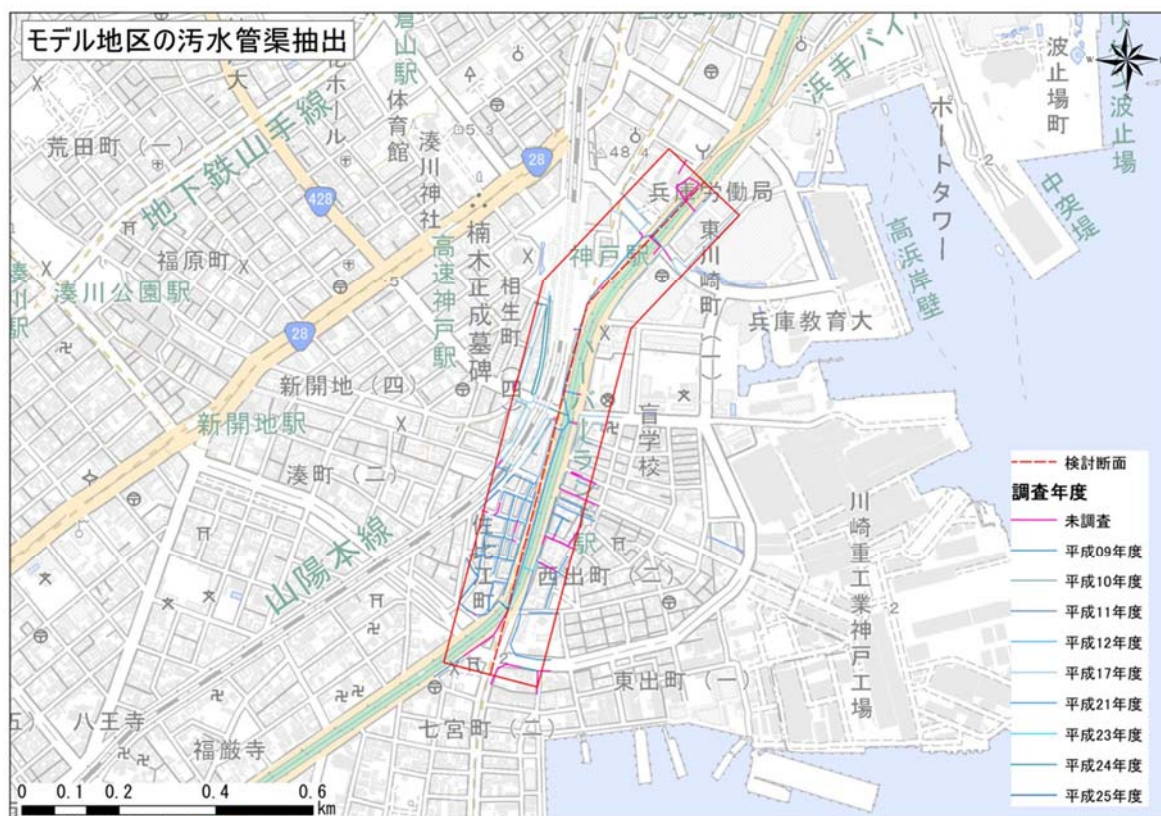 モデル地区の汚水管渠抽出
倉山駅
大
体育館
湊川神社
荒田町(一)
地下鉄山手線
28
428
福原町
湊川公園駅
高速神戸駅
楠木正成墓碑
相生町(四)
28
新開地(四)
新開地駅
湊町(二)
山陽本線
浜手バイ
兵庫労働局
神戸駅
東川崎町(一)
兵庫教育大
ポートタワー
波止場町
中突堤
高浜岸壁
盲学校
住吉江町
駅
西出町(二)
川崎重工業神戸工場
東出町(一)
七宮町(二)
八王寺
福厳寺
検討断面
調査年度
未調査
平成09年度
平成10年度
平成11年度
平成12年度
平成17年度
平成21年度
平成23年度
平成24年度
平成25年度
0 0.1 0.2 0.4 0.6
km